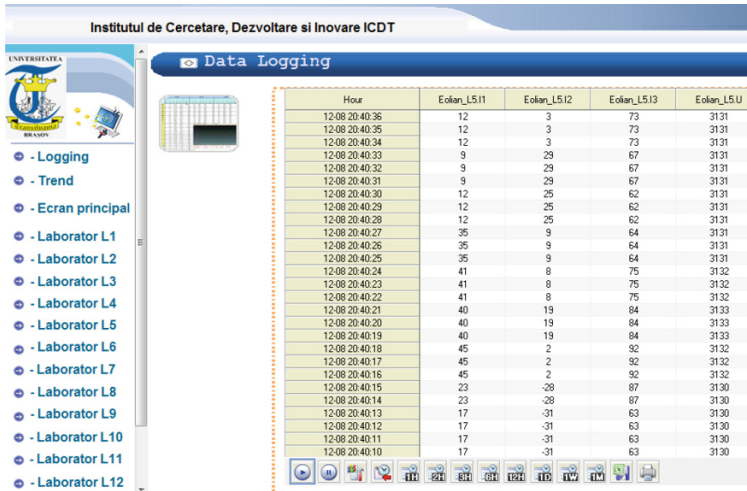 Institutul de Cercetare, Dezvoltare si Inovare ICDT
UNIVERSITATEA
Transilvania
BRAȘOV
Data Logging
- Logging
- Trend
- Ecran principal
- Laborator L1
- Laborator L2
- Laborator L3
- Laborator L4
- Laborator L5
- Laborator L6
- Laborator L7
- Laborator L8
- Laborator L9
- Laborator L10
- Laborator L11
- Laborator L12
Hour Eolian_L5.I1 Eolian_L5.I2 Eolian_L5.I3 Eolian_L5.U
12-08 20:40:36 12 3 73 3131
12-08 20:40:35 12 3 73 3131
12-08 20:40:34 12 3 73 3131
12-08 20:40:33 9 29 67 3131
12-08 20:40:32 9 29 67 3131
12-08 20:40:31 9 29 67 3131
12-08 20:40:30 12 25 62 3131
12-08 20:40:29 12 25 62 3131
12-08 20:40:28 12 25 62 3131
12-08 20:40:27 35 9 64 3131
12-08 20:40:26 35 9 64 3131
12-08 20:40:25 35 9 64 3131
12-08 20:40:24 41 8 75 3132
12-08 20:40:23 41 8 75 3132
12-08 20:40:22 41 8 75 3132
12-08 20:40:21 40 19 84 3133
12-08 20:40:20 40 19 84 3133
12-08 20:40:19 40 19 84 3133
12-08 20:40:18 45 2 92 3132
12-08 20:40:17 45 2 92 3132
12-08 20:40:16 45 2 92 3132
12-08 20:40:15 23 -28 87 3130
12-08 20:40:14 23 -28 87 3130
12-08 20:40:13 17 -31 63 3130
12-08 20:40:12 17 -31 63 3130
12-08 20:40:11 17 -31 63 3130
12-08 20:40:10 17 -31 63 3130
1H 2H 3H 6H 12H 1D 1W 1M